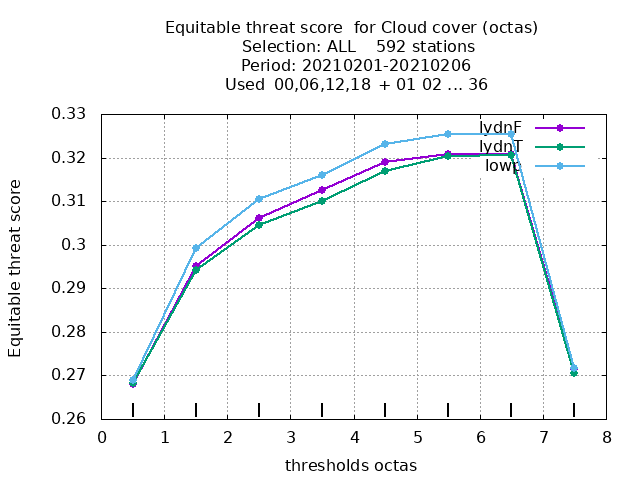 Equitable threat score for Cloud cover (octas)
Selection: ALL 592 stations
Period: 20210201-20210206
Used 00,06,12,18 + 01 02 ... 36
Equitable threat score
0.33
0.32
0.31
0.3
0.29
0.28
0.27
0.26
lvdnF
lvdnT
lowp
0 1 2 3 4 5 6 7 8
thresholds octas